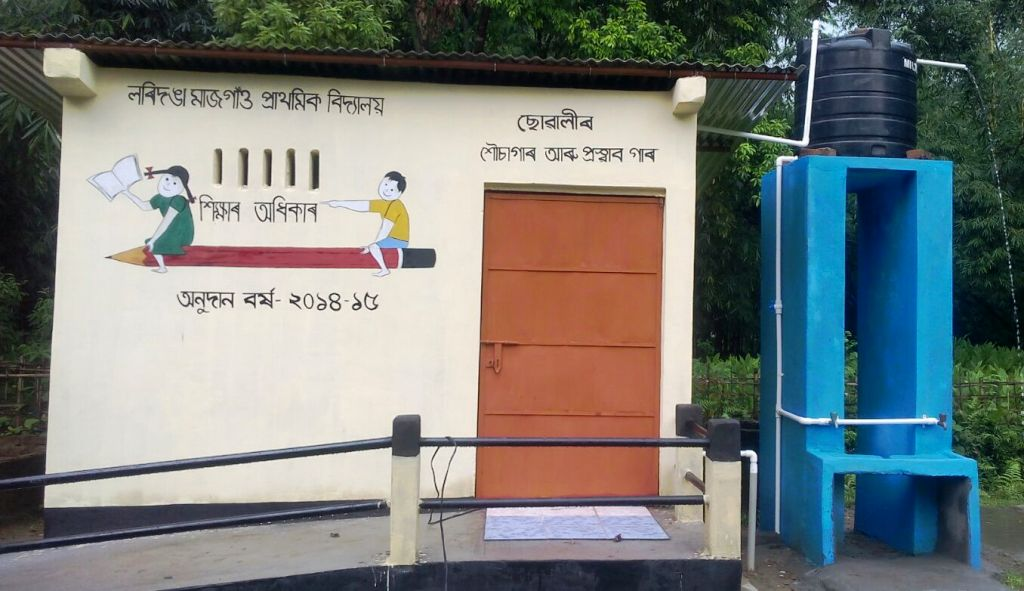 লৰিদঙা মাজগাঁও প্ৰাথমিক বিদ্যালয়
ছোৱালীৰ
শৌচাগাৰ আৰু প্ৰস্ৰাব গাৰ
শিক্ষাৰ অধিকাৰ
অনুদান বৰ্ষ- ২০১৪-১৫